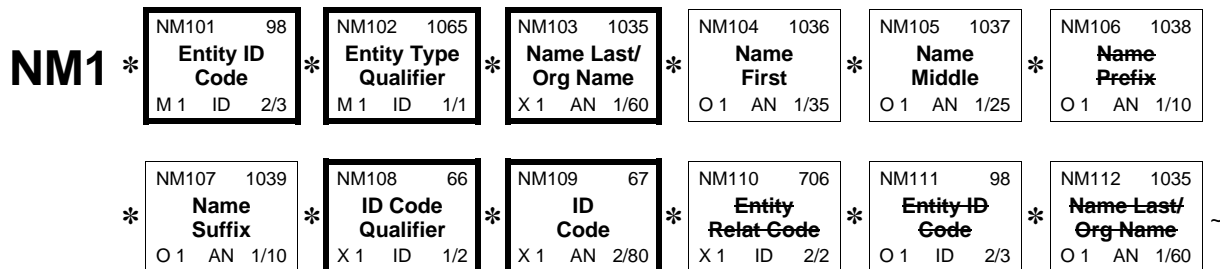 NM101 98 NM102 1065 NM103 1035 NM104 1036 NM105 1037 NM106 1038
NM1 * Entity ID * Entity Type * Name Last/ * Name * Name * Name
Code Qualifier Org Name First Middle Prefix
M 1 ID 2/3 M 1 ID 1/1 X 1 AN 1/60 O 1 AN 1/35 O 1 AN 1/25 O 1 AN 1/10
NM107 1039 NM108 66 NM109 67 NM110 706 NM111 98 NM112 1035
* Name * ID Code * ID * Entity * Entity ID * Name Last/ ~
Suffix Qualifier Code Relat Code Code Org Name
O 1 AN 1/10 X 1 ID 1/2 X 1 AN 2/80 X 1 ID 2/2 O 1 ID 2/3 O 1 AN 1/60